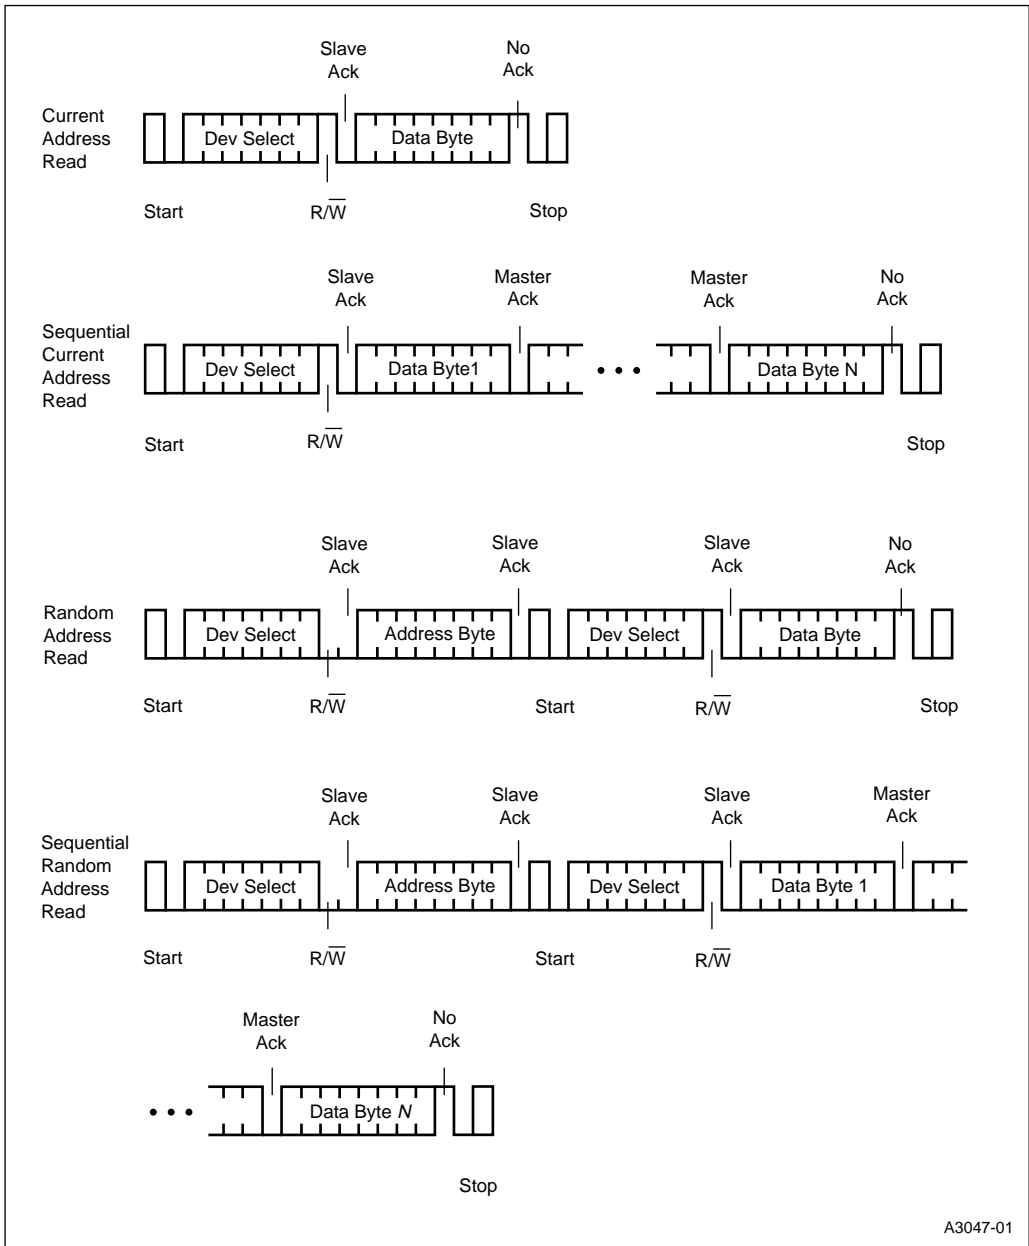 Slave
Ack
No
Ack
Current
Address
Read
Dev Select
Data Byte
Start
R/W̅
Stop
Slave
Ack
Master
Ack
Master
Ack
No
Ack
Sequential
Current
Address
Read
Dev Select
Data Byte1
• • •
Data Byte N
Start
R/W̅
Stop
Slave
Ack
Slave
Ack
Slave
Ack
No
Ack
Random
Address
Read
Dev Select
Address Byte
Dev Select
Data Byte
Start
R/W̅
Start
R/W̅
Stop
Slave
Ack
Slave
Ack
Slave
Ack
Master
Ack
Sequential
Random
Address
Read
Dev Select
Address Byte
Dev Select
Data Byte 1
Start
R/W̅
Start
R/W̅
Master
Ack
No
Ack
• • •
Data Byte N
Stop
A3047-01